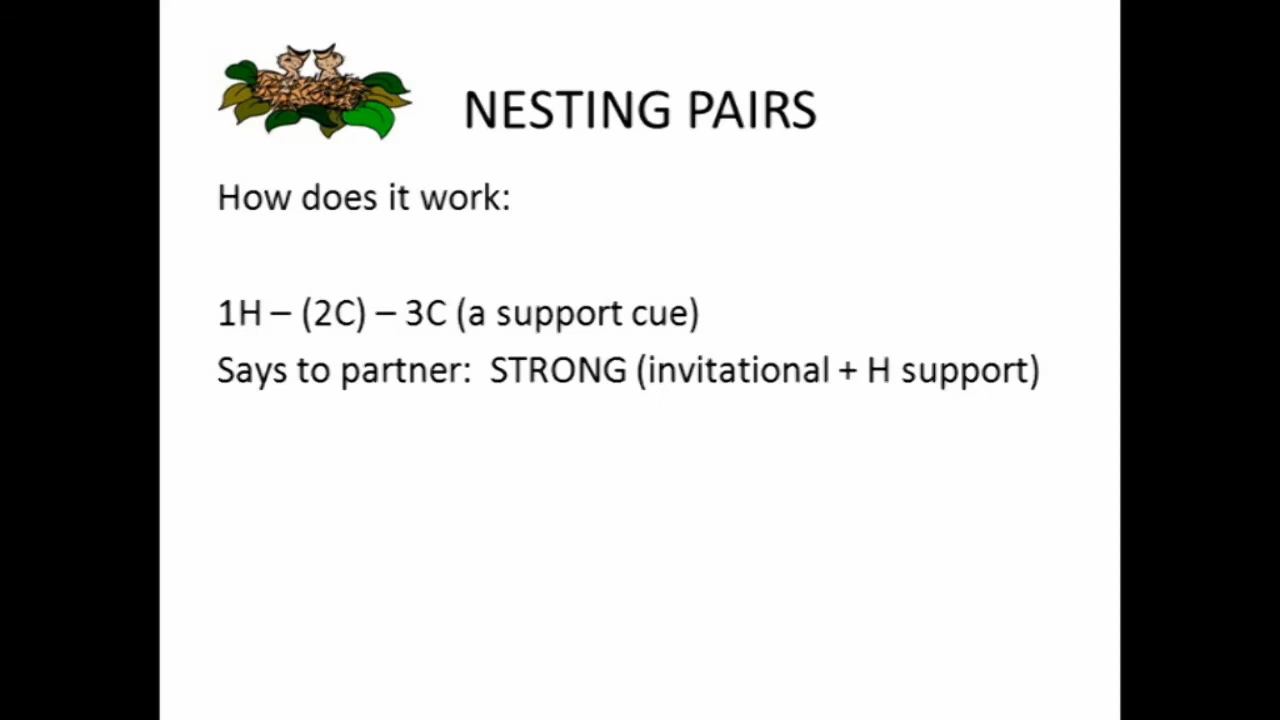 NESTING PAIRS
How does it work:
1H – (2C) – 3C (a support cue)
Says to partner: STRONG (invitational + H support)